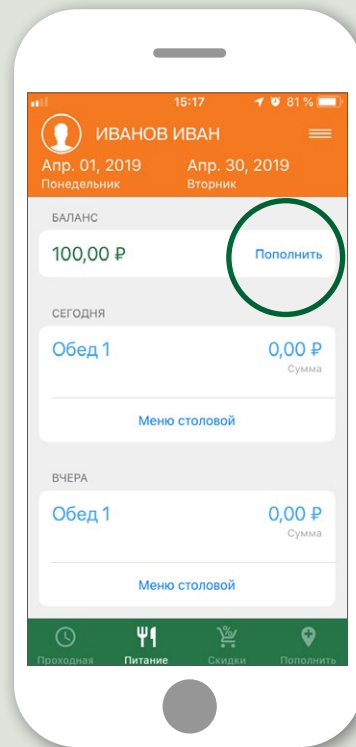 15:17 81 %
ИВАНОВ ИВАН
Апр. 01, 2019 Апр. 30, 2019
Понедельник Вторник
БАЛАНС
100,00 ₽ Пополнить
СЕГОДНЯ
Обед 1 0,00 ₽
Сумма
Меню столовой
ВЧЕРА
Обед 1 0,00 ₽
Сумма
Меню столовой
Проходная Питание Скидки Пополнить